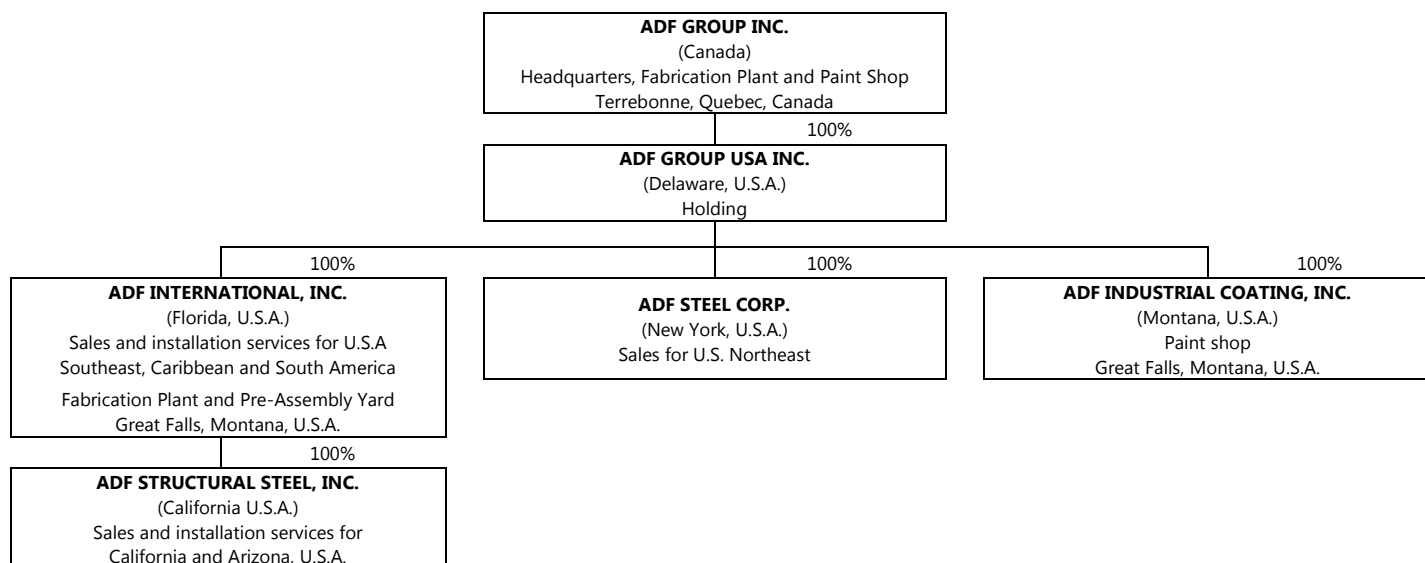 ADF GROUP INC.
(Canada)
Headquarters, Fabrication Plant and Paint Shop
Terrebonne, Quebec, Canada
100%
ADF GROUP USA INC.
(Delaware, U.S.A.)
Holding
100%
100%
100%
ADF INTERNATIONAL, INC.
(Florida, U.S.A.)
Sales and installation services for U.S.A
Southeast, Caribbean and South America
Fabrication Plant and Pre-Assembly Yard
Great Falls, Montana, U.S.A.
ADF STEEL CORP.
(New York, U.S.A.)
Sales for U.S. Northeast
ADF INDUSTRIAL COATING, INC.
(Montana, U.S.A.)
Paint shop
Great Falls, Montana, U.S.A.
100%
ADF STRUCTURAL STEEL, INC.
(California U.S.A.)
Sales and installation services for
California and Arizona, U.S.A.